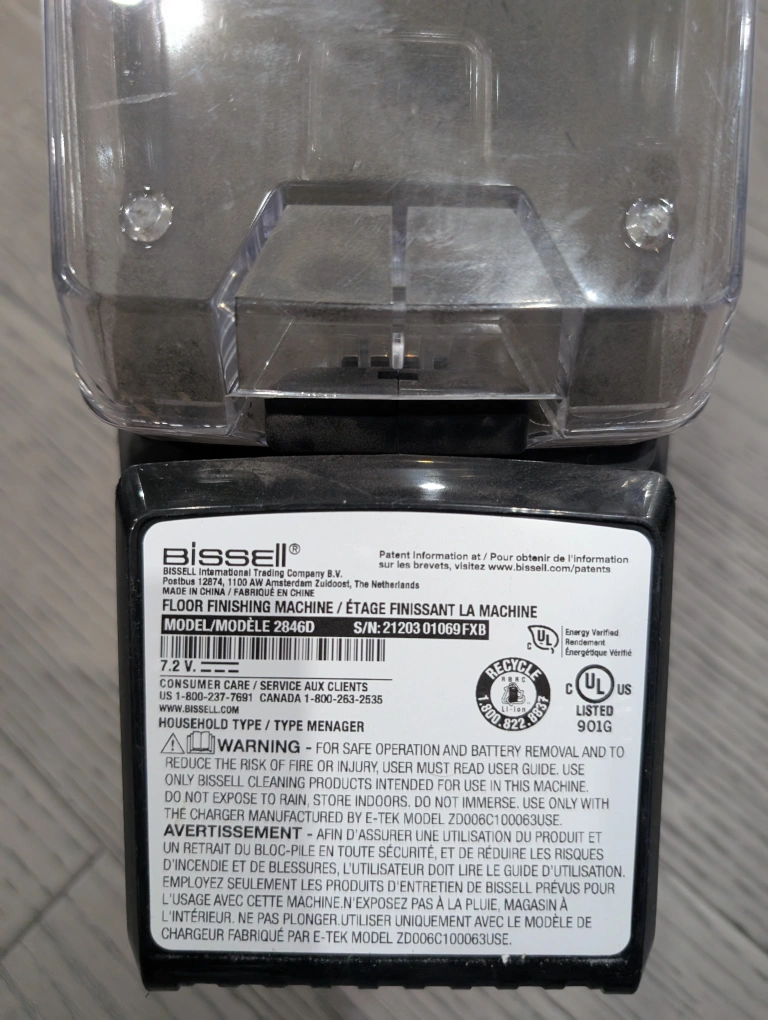 BISSELL®
BISSELL International Trading Company B.V.
Postbus 12874, 1100 AW Amsterdam Zuidoost, The Netherlands
MADE IN CHINA / FABRIQUÉ EN CHINE
Patent Information at / Pour obtenir de l'information
sur les brevets, visitez www.bissell.com/patents
FLOOR FINISHING MACHINE / ÉTAGE FINISSANT LA MACHINE
MODEL/MODÈLE 2846D S/N: 21203 01069 FXB
7.2 V.
UL
Energy Verified
Rendement
Énergétique Vérifié
CONSUMER CARE / SERVICE AUX CLIENTS
US 1-800-237-7691 CANADA 1-800-263-2535
WWW.BISSELL.COM
RECYCLE
RBRC
Li-ion
1.800.822.8837
C UL US
LISTED
901G
HOUSEHOLD TYPE / TYPE MENAGER
WARNING - FOR SAFE OPERATION AND BATTERY REMOVAL AND TO
REDUCE THE RISK OF FIRE OR INJURY, USER MUST READ USER GUIDE. USE
ONLY BISSELL CLEANING PRODUCTS INTENDED FOR USE IN THIS MACHINE.
DO NOT EXPOSE TO RAIN, STORE INDOORS. DO NOT IMMERSE. USE ONLY WITH
THE CHARGER MANUFACTURED BY E-TEK MODEL ZD006C100063USE.
AVERTISSEMENT - AFIN D'ASSURER UNE UTILISATION DU PRODUIT ET
UN RETRAIT DU BLOC-PILE EN TOUTE SÉCURITÉ, ET DE RÉDUIRE LES RISQUES
D'INCENDIE ET DE BLESSURES, L'UTILISATEUR DOIT LIRE LE GUIDE D'UTILISATION.
EMPLOYEZ SEULEMENT LES PRODUITS D'ENTRETIEN DE BISSELL PRÉVUS POUR
L'USAGE AVEC CETTE MACHINE.N'EXPOSEZ PAS À LA PLUIE, MAGASIN À
L'INTÉRIEUR. NE PAS PLONGER.UTILISER UNIQUEMENT AVEC LE MODÈLE DE
CHARGEUR FABRIQUÉ PAR E-TEK MODEL ZD006C100063USE.